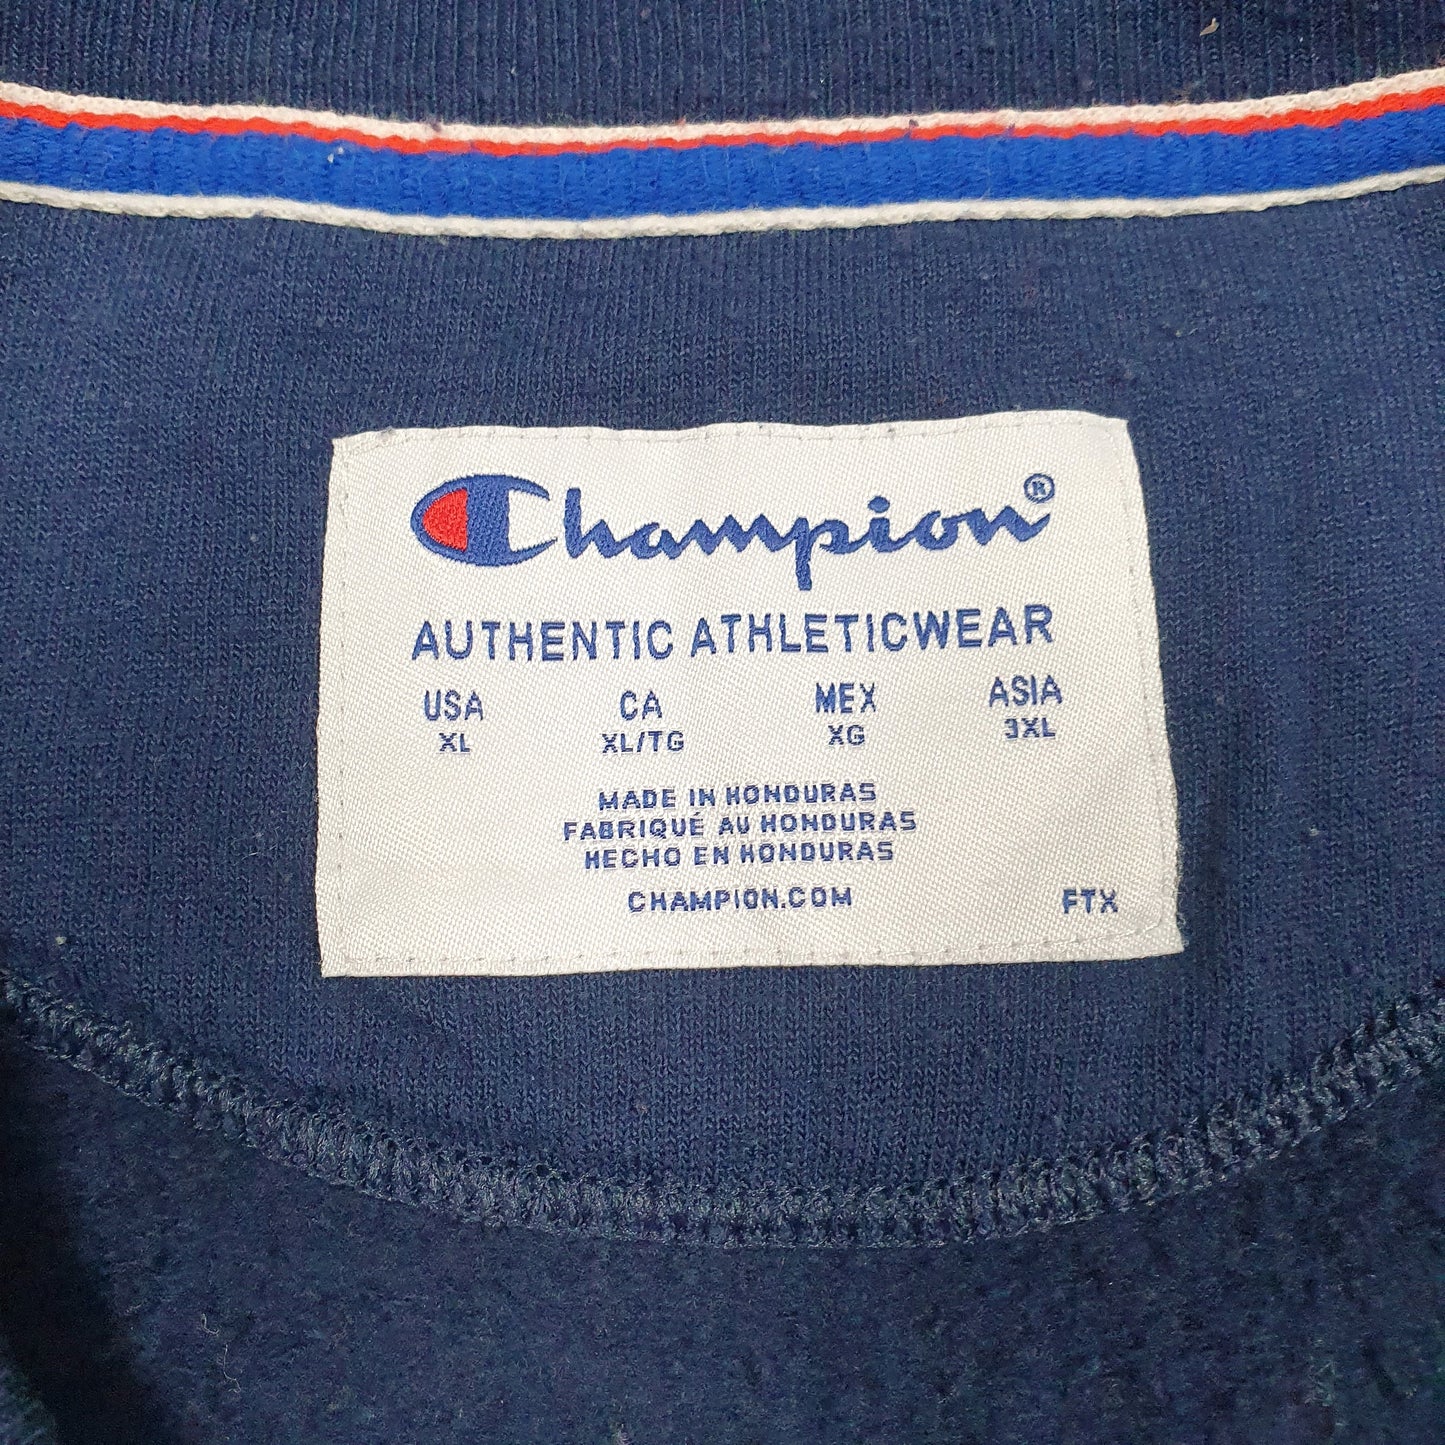 Champion®
AUTHENTIC ATHLETICWEAR
USA CA MEX ASIA
XL XL/TG XG 3XL
MADE IN HONDURAS
FABRIQUÉ AU HONDURAS
HECHO EN HONDURAS
CHAMPION.COM FTX